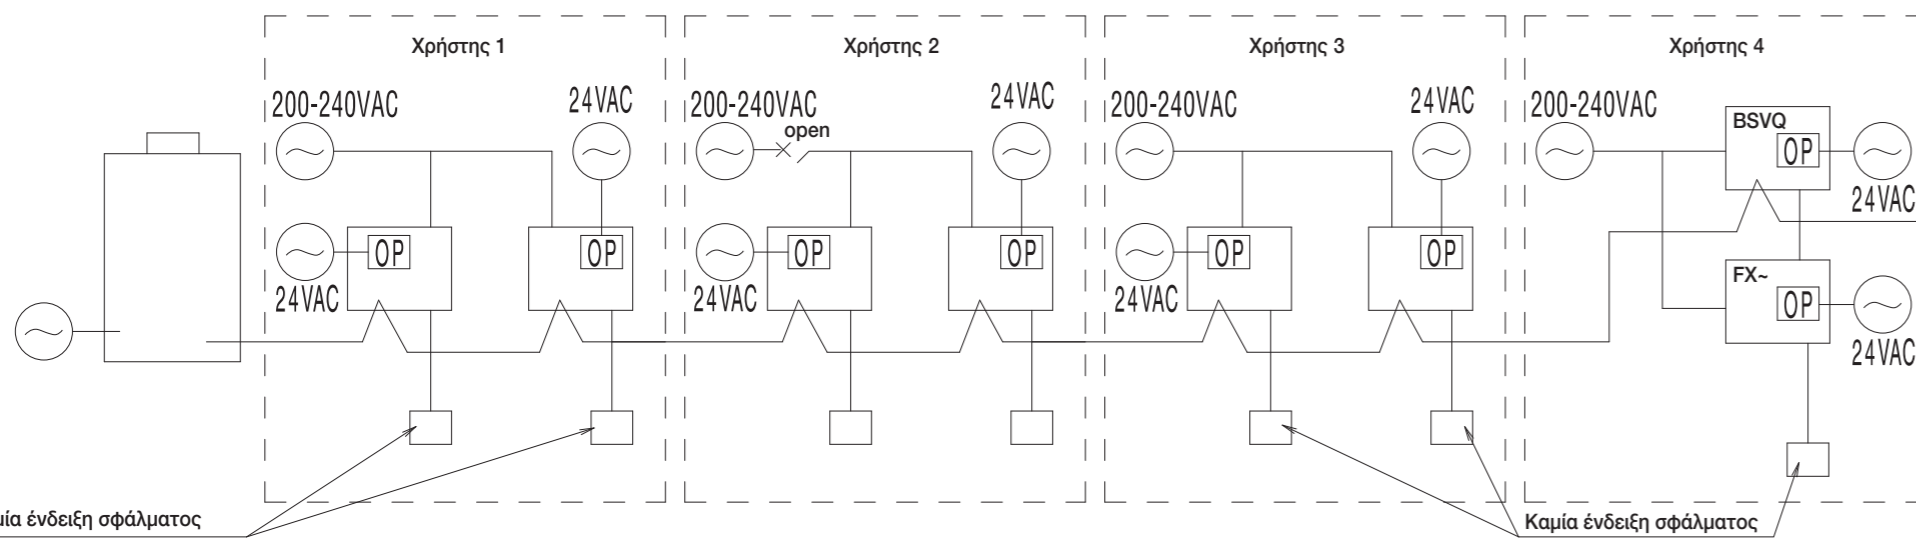 Χρήστης 1
Χρήστης 2
Χρήστης 3
Χρήστης 4
200-240VAC
24VAC
200-240VAC
open
24VAC
200-240VAC
24VAC
200-240VAC
BSVQ
OP
24VAC
OP
24VAC
OP
OP
24VAC
OP
OP
24VAC
OP
FX~
OP
24VAC
ένδειξη σφάλματος
Καμία ένδειξη σφάλματος